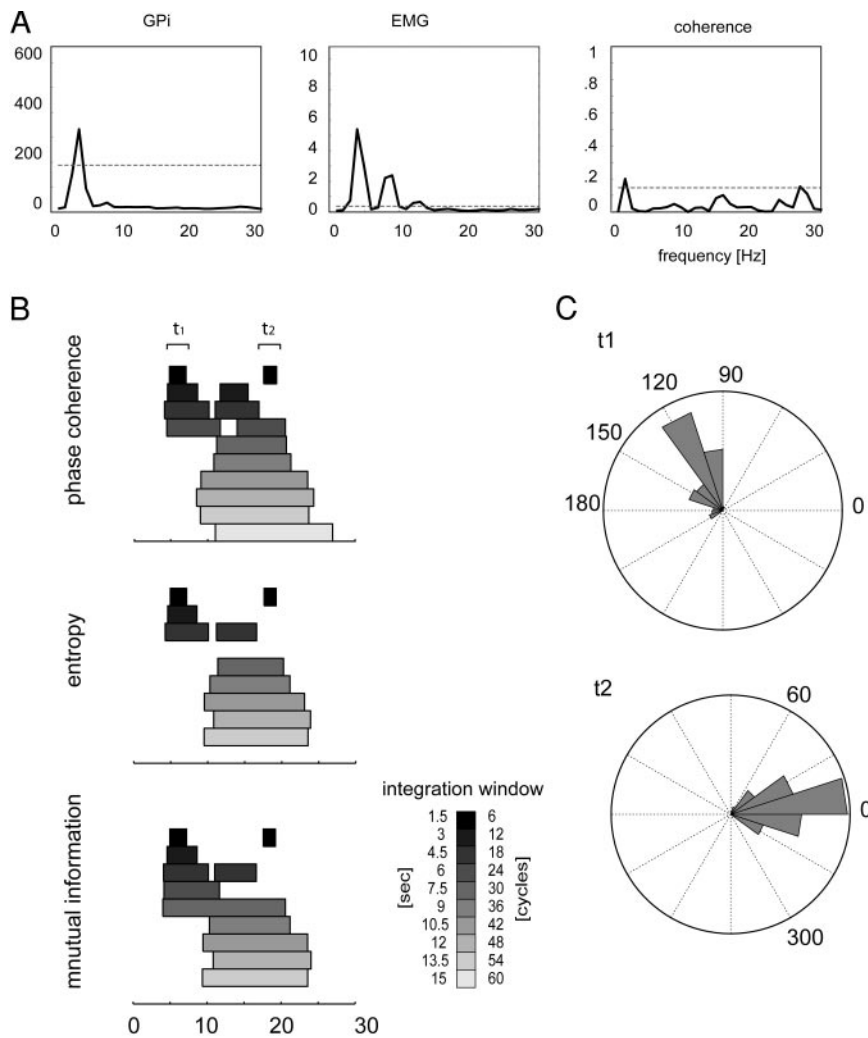 A
GPi
EMG
coherence
600
400
200
0
10
20
30
10
8
6
4
2
0
0
10
20
30
1
.8
.6
.4
.2
0
0
10
20
30
frequency [Hz]
B
t1
t2
phase coherence
entropy
mnutual information
0
10
20
30
integration window
[sec]
[cycles]
1.5 6
3 12
4.5 18
6 24
7.5 30
9 36
10.5 42
12 48
13.5 54
15 60
C
t1
90
120
150
180
0
t2
60
0
300